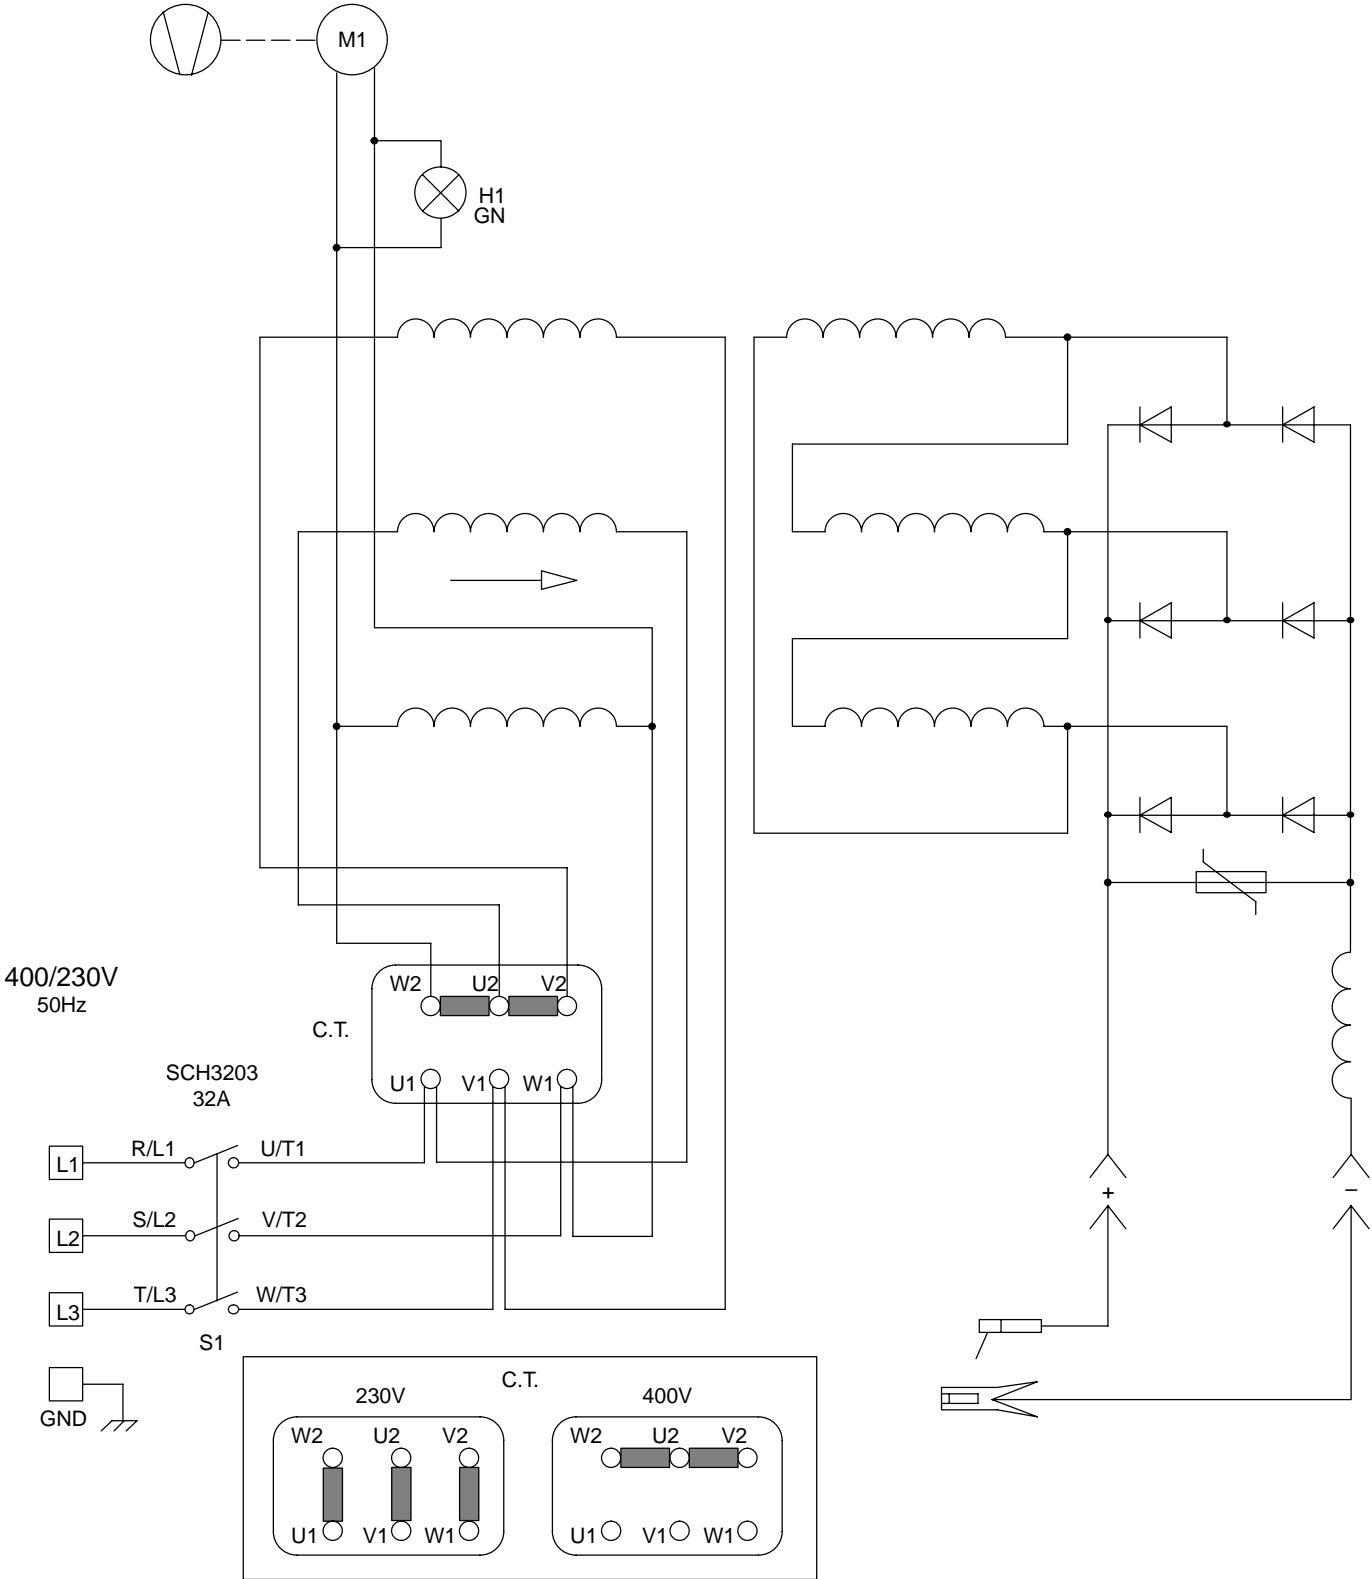 M1
H1
GN
400/230V
50Hz
W2 U2 V2
C.T.
U1 V1 W1
SCH3203
32A
L1 R/L1 U/T1
L2 S/L2 V/T2
L3 T/L3 W/T3
S1
GND
+ −
C.T.
230V 400V
W2 U2 V2 W2 U2 V2
U1 V1 W1 U1 V1 W1